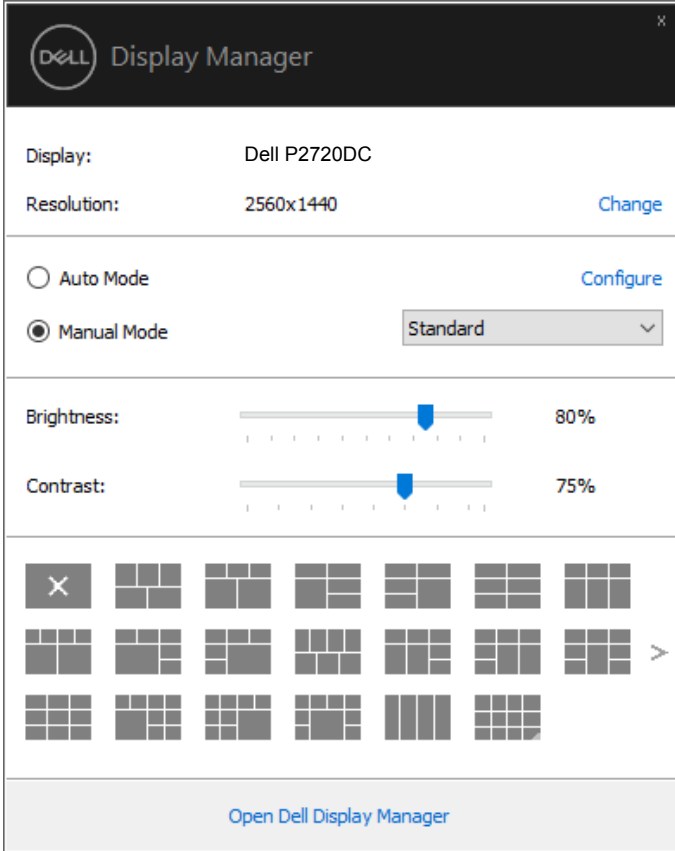 x
DELL Display Manager
Display: Dell P2720DC
Resolution: 2560x1440 Change
Auto Mode Configure
Manual Mode Standard
Brightness: 80%
Contrast: 75%
Open Dell Display Manager